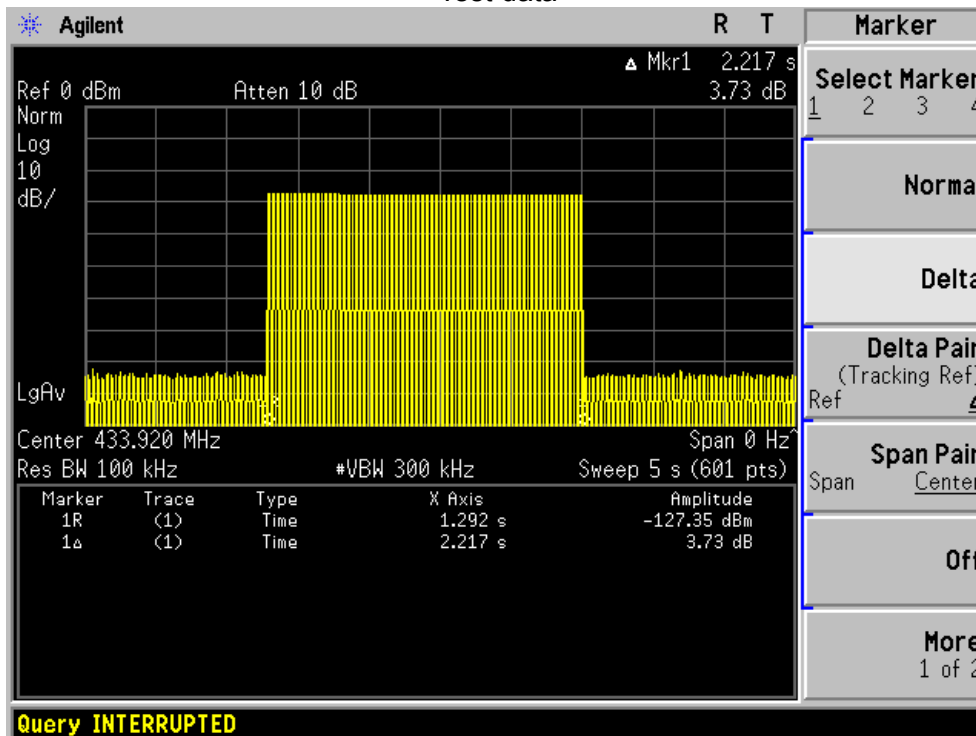 Agilent R T Marker
Δ Mkr1 2.217 s
Ref 0 dBm Atten 10 dB 3.73 dB
Norm
Log
10
dB/
LgAv
Center 433.920 MHz Span 0 Hz^
Res BW 100 kHz #VBW 300 kHz Sweep 5 s (601 pts)
Marker Trace Type X Axis Amplitude
1R (1) Time 1.292 s -127.35 dBm
1Δ (1) Time 2.217 s 3.73 dB
Select Marker
1 2 3
Norma
Delta
Delta Pair
(Tracking Ref)
Ref
Span Pair
Span Center
Off
More
1 of 2
Query INTERRUPTED